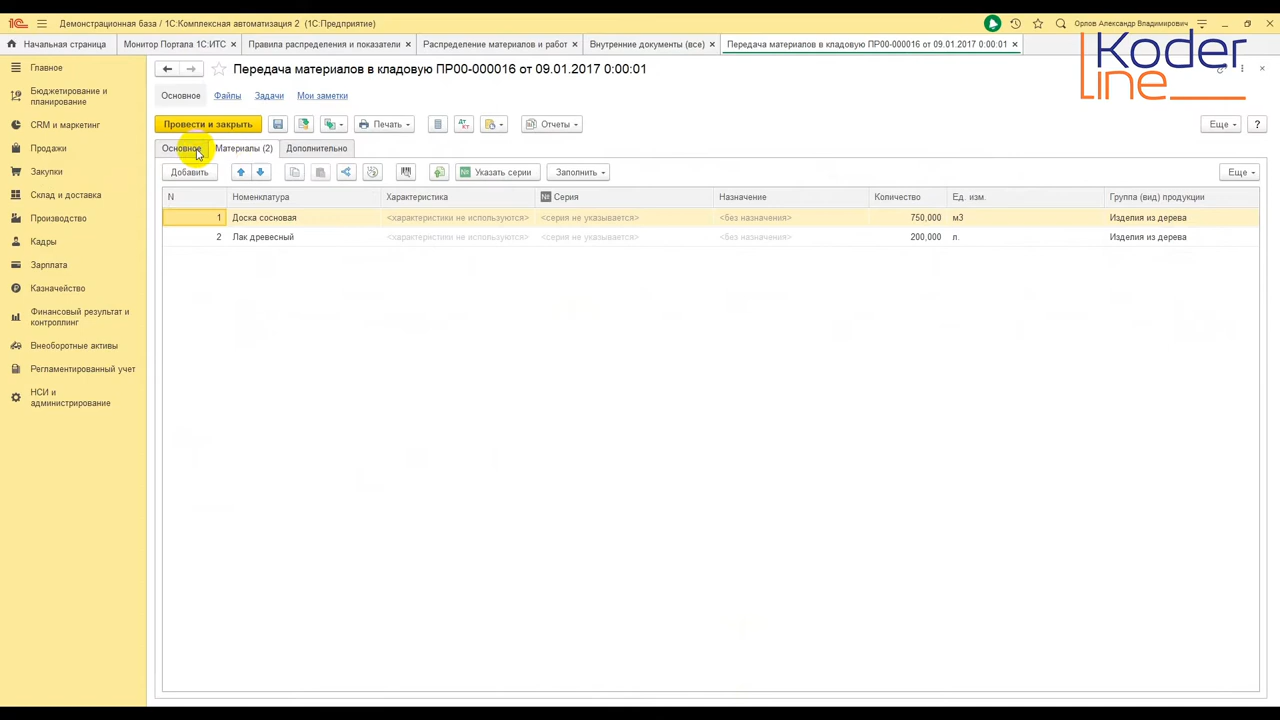 Демонстрационная база / 1С:Комплексная автоматизация 2 (1С:Предприятие)
Орлов Александр Владимирович
Начальная страница
Монитор Портала 1С:ИТС
Правила распределения и показатели
Распределение материалов и работ
Внутренние документы (все)
Передача материалов в кладовую ПР00-000016 от 09.01.2017 0:00:01
Koder
line
Главное
Бюджетирование и
планирование
CRM и маркетинг
Продажи
Закупки
Склад и доставка
Производство
Кадры
Зарплата
Казначейство
Финансовый результат и
контроллинг
Внеоборотные активы
Регламентированный учет
НСИ и
администрирование
Передача материалов в кладовую ПР00-000016 от 09.01.2017 0:00:01
Основное Файлы Задачи Мои заметки
Провести и закрыть Печать Отчеты Еще ?
Основное Материалы (2) Дополнительно
Добавить Указать серии Заполнить Еще
N Номенклатура Характеристика № Серия Назначение Количество Ед. изм. Группа (вид) продукции
1 Доска сосновая <характеристики не используются> <серия не указывается> <без назначения> 750,000 м3 Изделия из дерева
2 Лак древесный <характеристики не используются> <серия не указывается> <без назначения> 200,000 л. Изделия из дерева